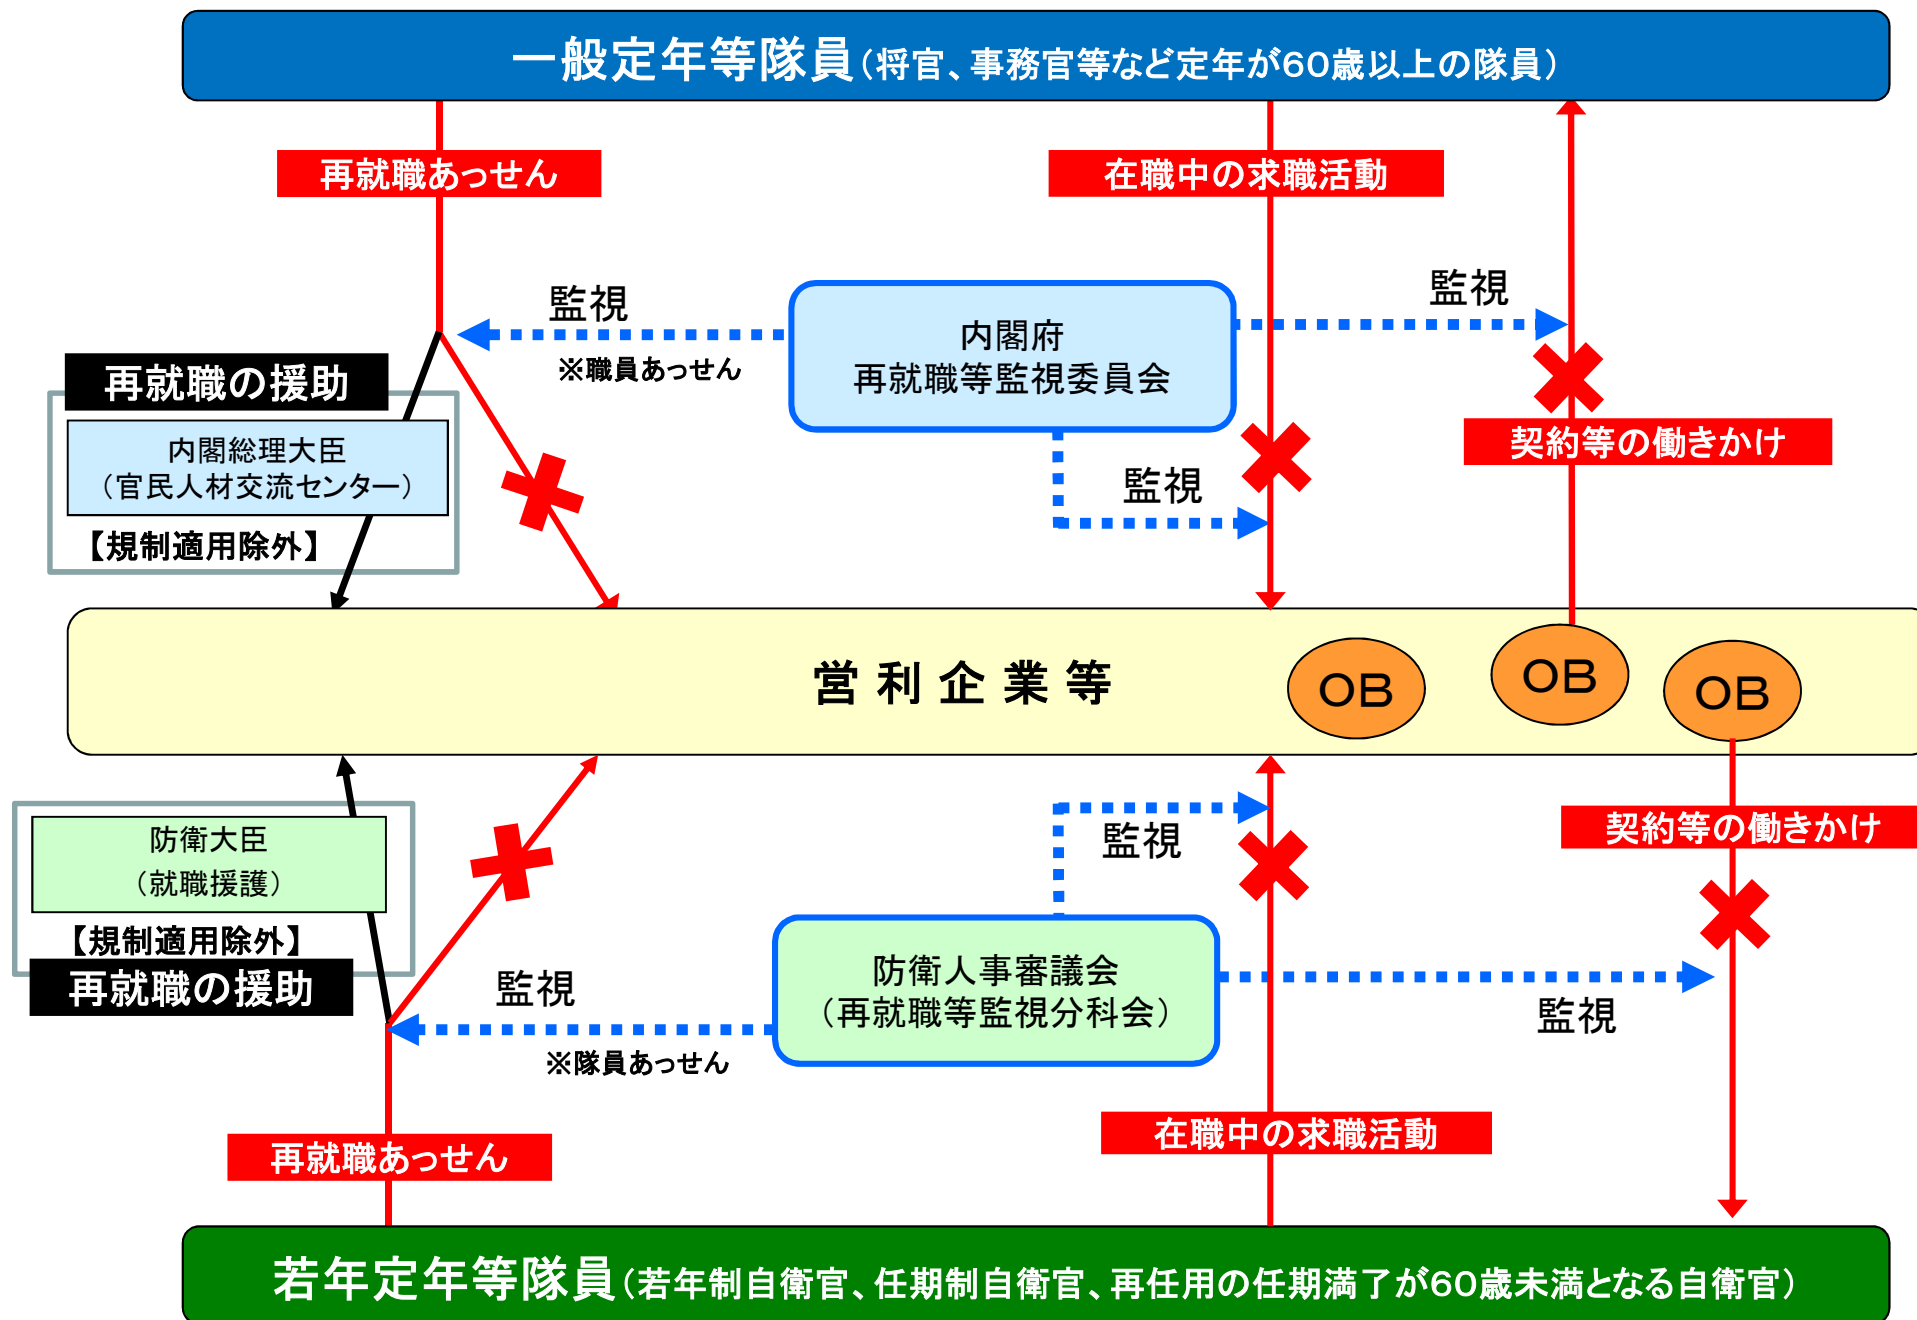 一般定年等隊員（将官、事務官等など定年が60歳以上の隊員）
再就職あっせん
在職中の求職活動
監視
※職員あっせん
内閣府
再就職等監視委員会
監視
監視
契約等の働きかけ
再就職の援助
内閣総理大臣
（官民人材交流センター）
【規制適用除外】
営利企業等
OB
OB
OB
防衛大臣
（就職援護）
【規制適用除外】
再就職の援助
監視
契約等の働きかけ
防衛人事審議会
（再就職等監視分科会）
監視
※隊員あっせん
監視
再就職あっせん
在職中の求職活動
若年定年等隊員（若年制自衛官、任期制自衛官、再任用の任期満了が60歳未満となる自衛官）